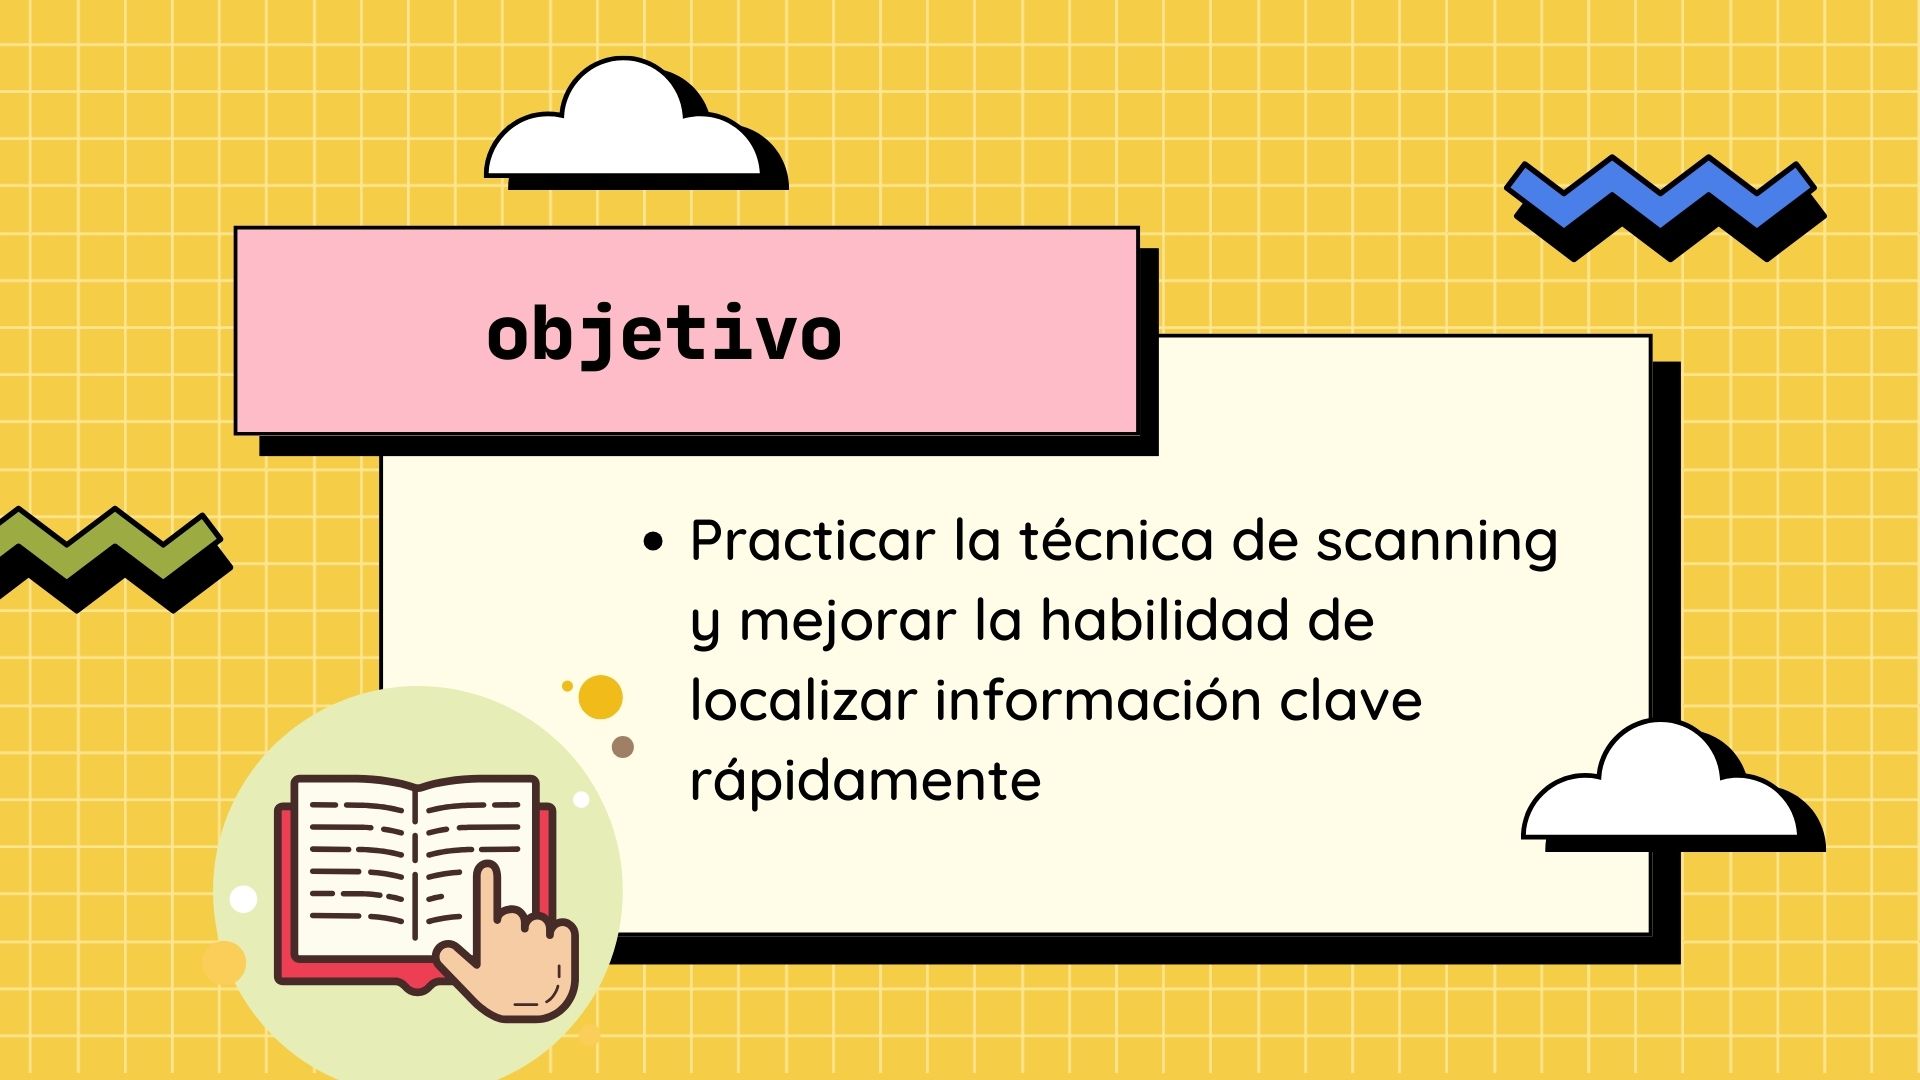 objetivo
• Practicar la técnica de scanning
y mejorar la habilidad de
localizar información clave
rápidamente